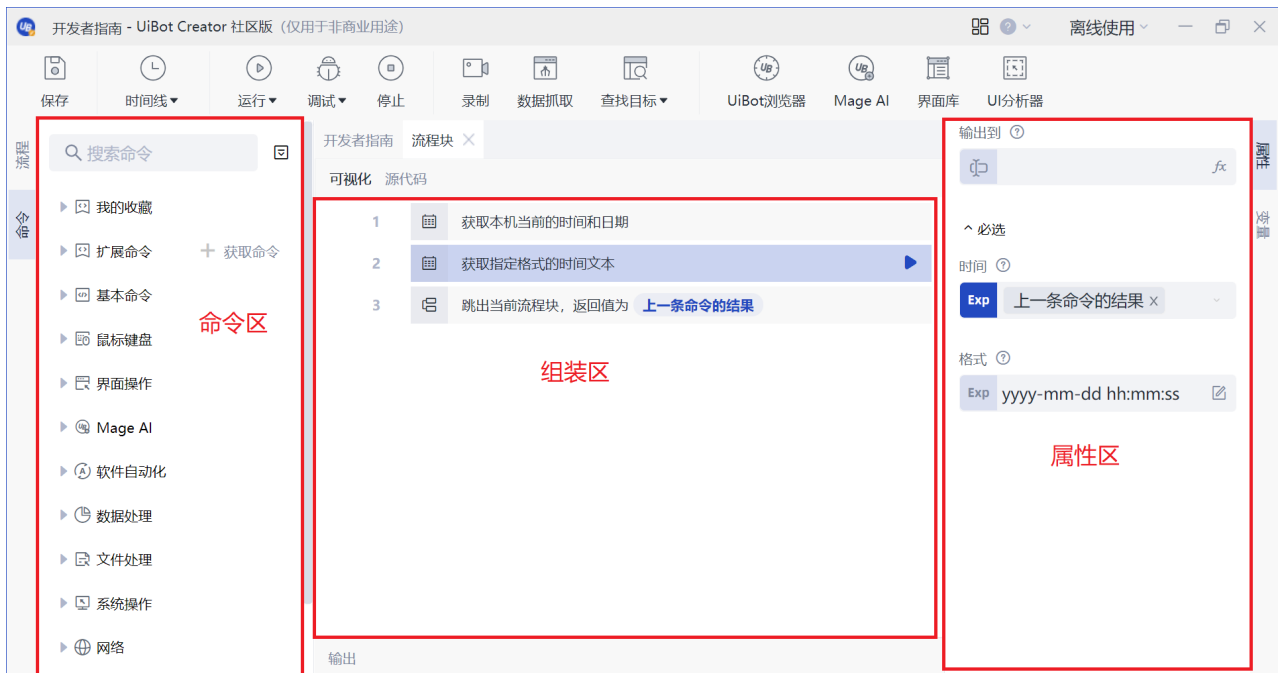 开发者指南 - UiBot Creator 社区版 (仅用于非商业用途)
离线使用
保存
时间线
运行
调试
停止
录制
数据抓取
查找目标
UiBot浏览器
Mage AI
界面库
UI分析器
流程
命令
搜索命令
我的收藏
扩展命令
获取命令
基本命令
鼠标键盘
界面操作
Mage AI
软件自动化
数据处理
文件处理
系统操作
网络
命令区
开发者指南
流程块
可视化 源代码
1 获取本机当前的时间和日期
2 获取指定格式的时间文本
3 跳出当前流程块，返回值为 上一条命令的结果
组装区
输出
输出到
fx
必选
时间
Exp 上一条命令的结果 ×
格式
Exp yyyy-mm-dd hh:mm:ss
属性区
属性
变量